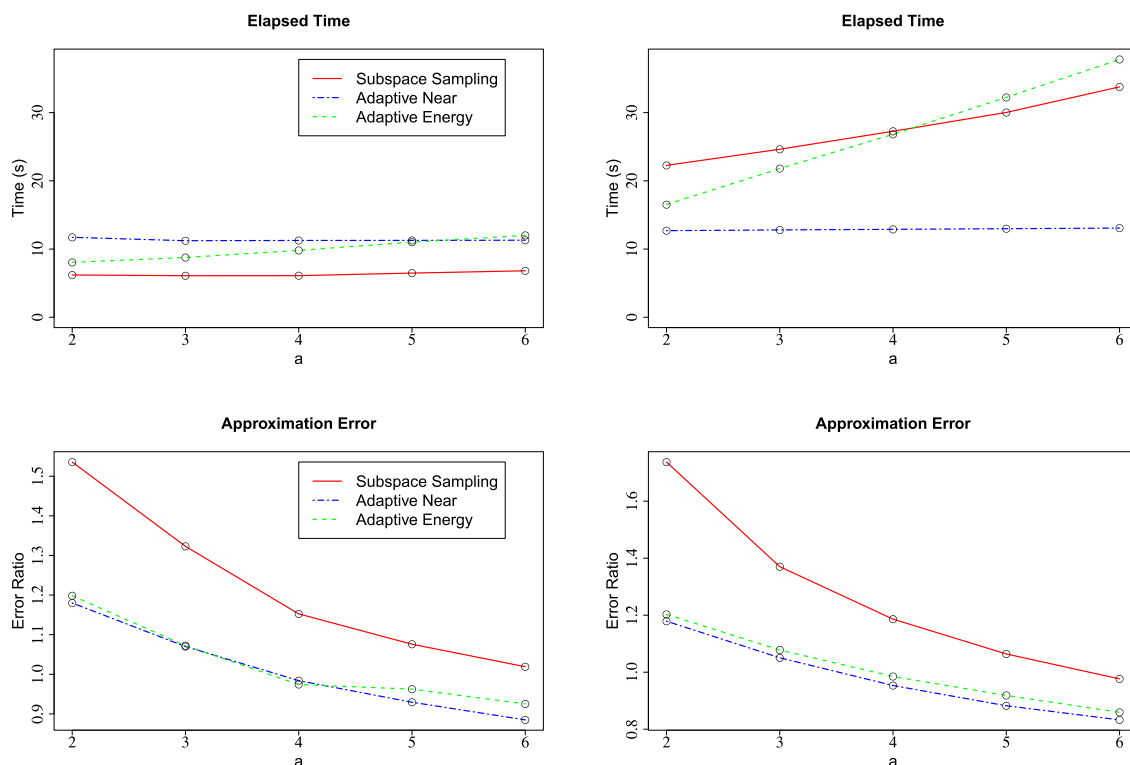 Elapsed Time
Time (s)
0
10
20
30
Subspace Sampling
Adaptive Near
Adaptive Energy
2 3 4 5 6
a
Elapsed Time
Time (s)
0
10
20
30
2 3 4 5 6
a
Approximation Error
Error Ratio
0.9
1.0
1.1
1.2
1.3
1.4
1.5
Subspace Sampling
Adaptive Near
Adaptive Energy
2 3 4 5 6
a
Approximation Error
Error Ratio
0.8
1.0
1.2
1.4
1.6
2 3 4 5 6
a